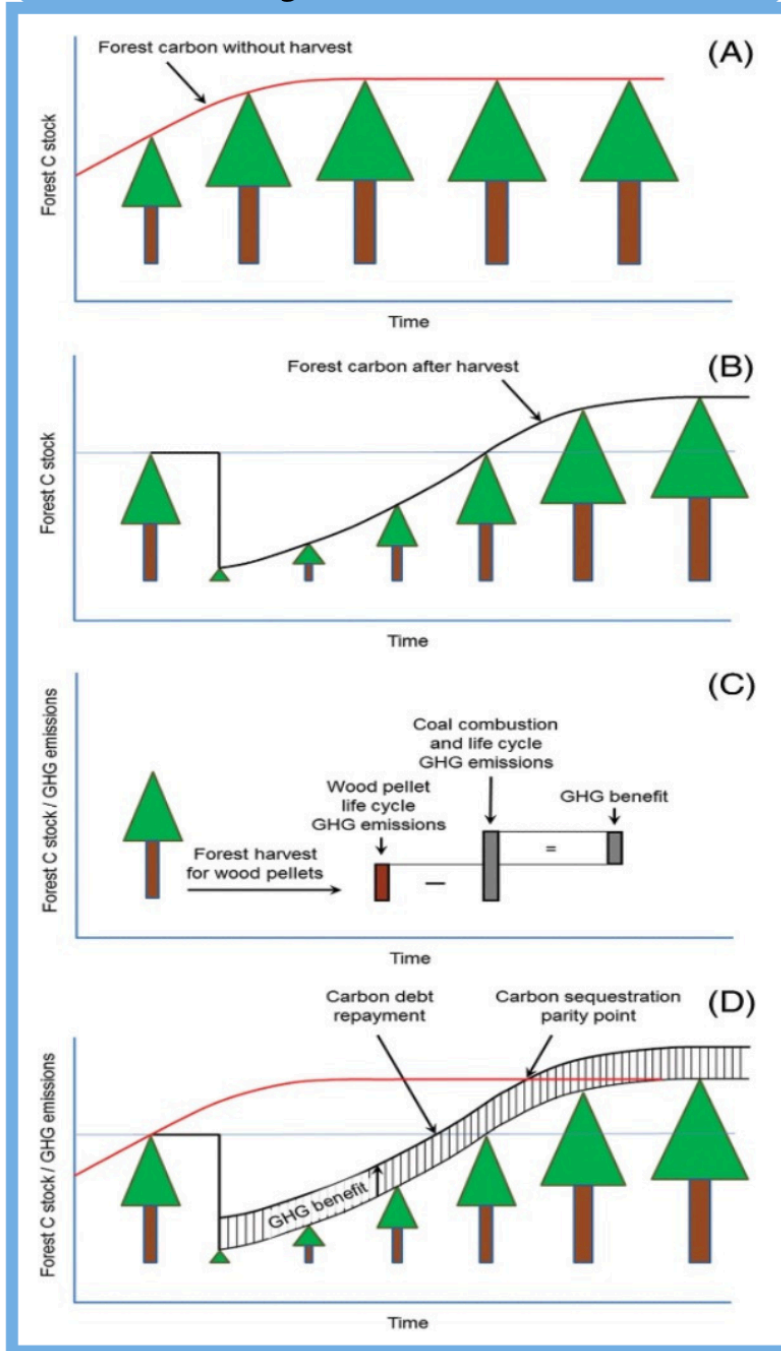 (A)
Forest carbon without harvest
Forest C stock
Time
(B)
Forest carbon after harvest
Forest C stock
Time
(C)
Forest C stock / GHG emissions
Coal combustion
and life cycle
GHG emissions
Wood pellet
life cycle
GHG emissions
GHG benefit
Forest harvest
for wood pellets
–
=
Time
(D)
Carbon debt
repayment
Carbon sequestration
parity point
Forest C stock / GHG emissions
GHG benefit
Time